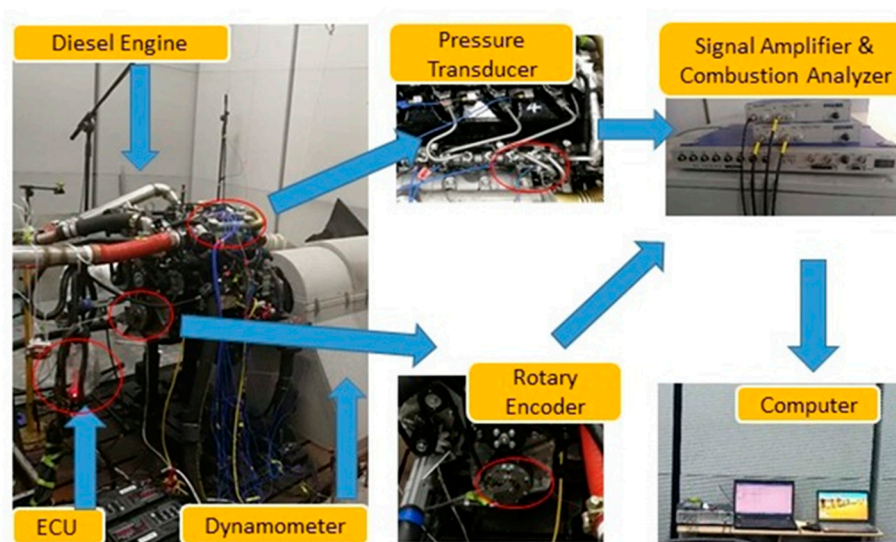 Diesel Engine
Pressure
Transducer
Signal Amplifier &
Combustion Analyzer
Rotary
Encoder
Computer
ECU
Dynamometer